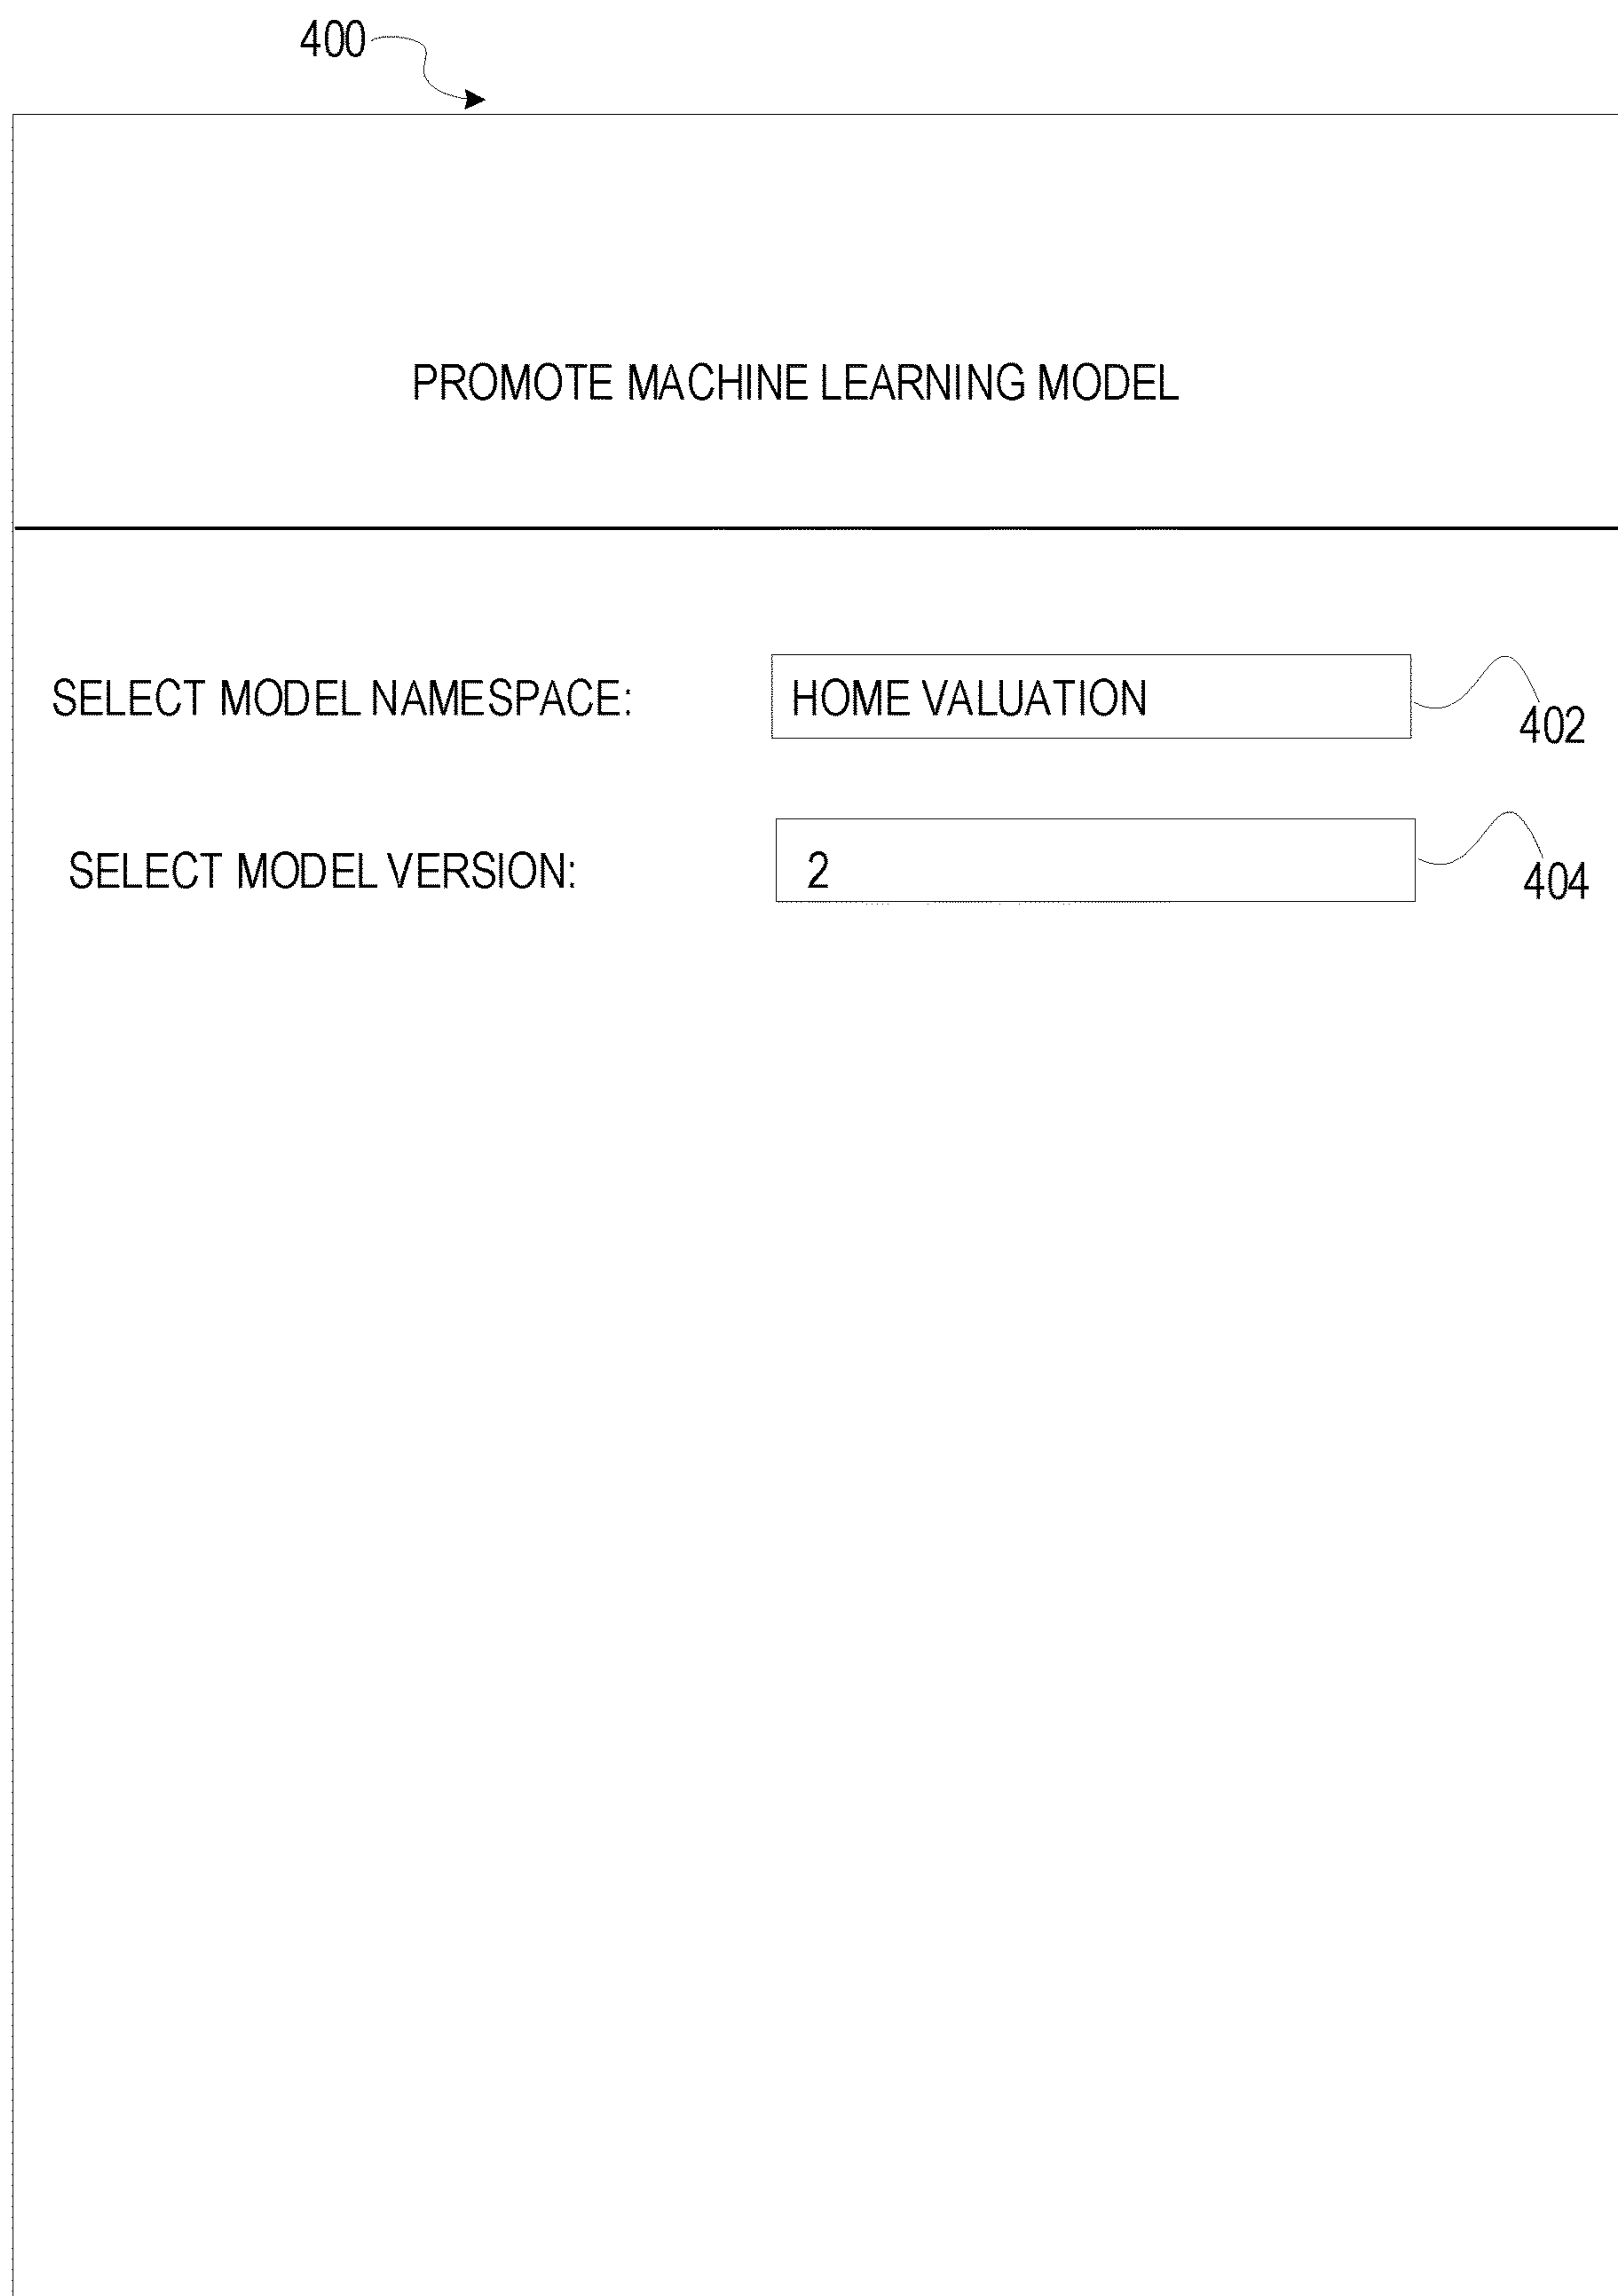 400
PROMOTE MACHINE LEARNING MODEL
SELECT MODEL NAMESPACE: HOME VALUATION 402
SELECT MODEL VERSION: 2 404